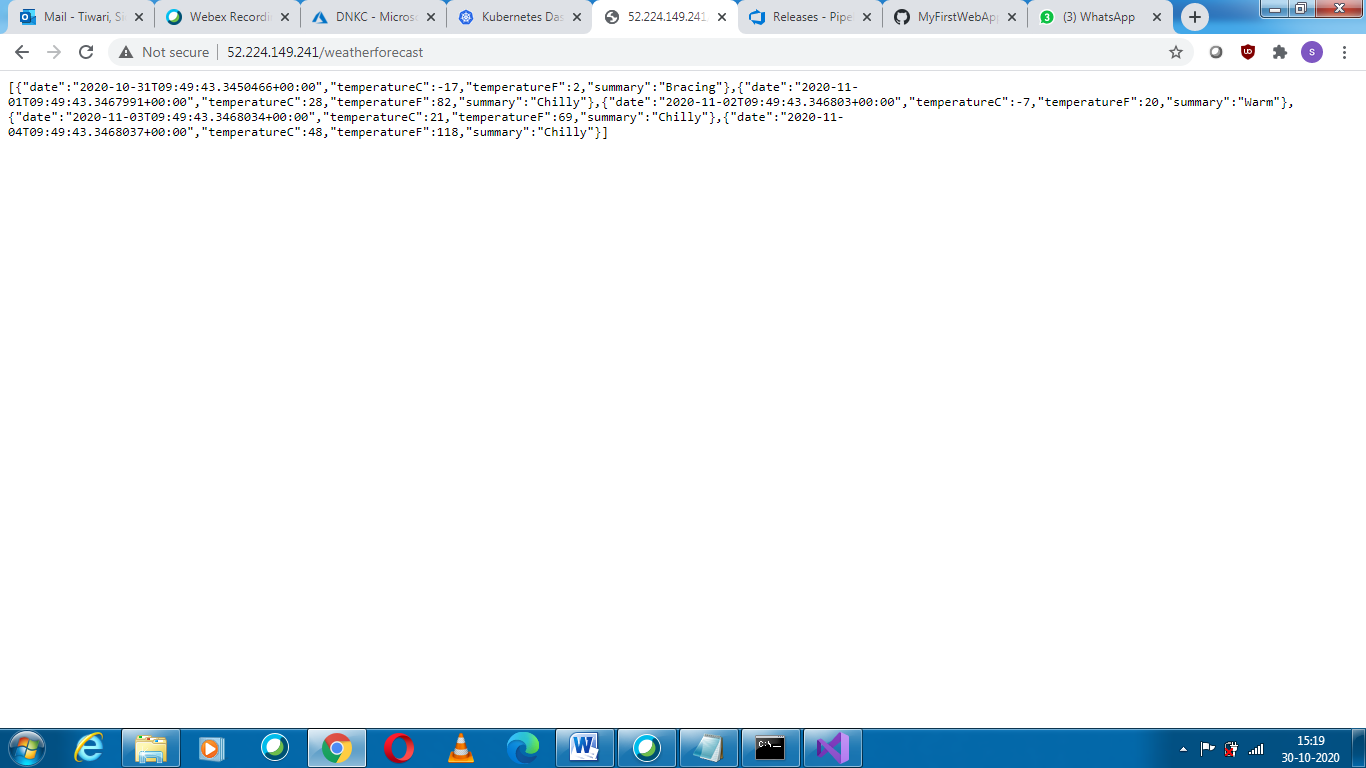 Mail - Tiwari, Si
Webex Recordi
DNKC - Microso
Kubernetes Das
52.224.149.241
Releases - Pipe
MyFirstWebApp
3 (3) WhatsApp
Not secure 52.224.149.241/weatherforecast
UD
S
[{"date":"2020-10-31T09:49:43.3450466+00:00","temperatureC":-17,"temperatureF":2,"summary":"Bracing"},{"date":"2020-11-
01T09:49:43.3467991+00:00","temperatureC":28,"temperatureF":82,"summary":"Chilly"},{"date":"2020-11-02T09:49:43.346803+00:00","temperatureC":-7,"temperatureF":20,"summary":"Warm"},
{"date":"2020-11-03T09:49:43.3468034+00:00","temperatureC":21,"temperatureF":69,"summary":"Chilly"},{"date":"2020-11-
04T09:49:43.3468037+00:00","temperatureC":48,"temperatureF":118,"summary":"Chilly"}]
W
C:\_
15:19
30-10-2020